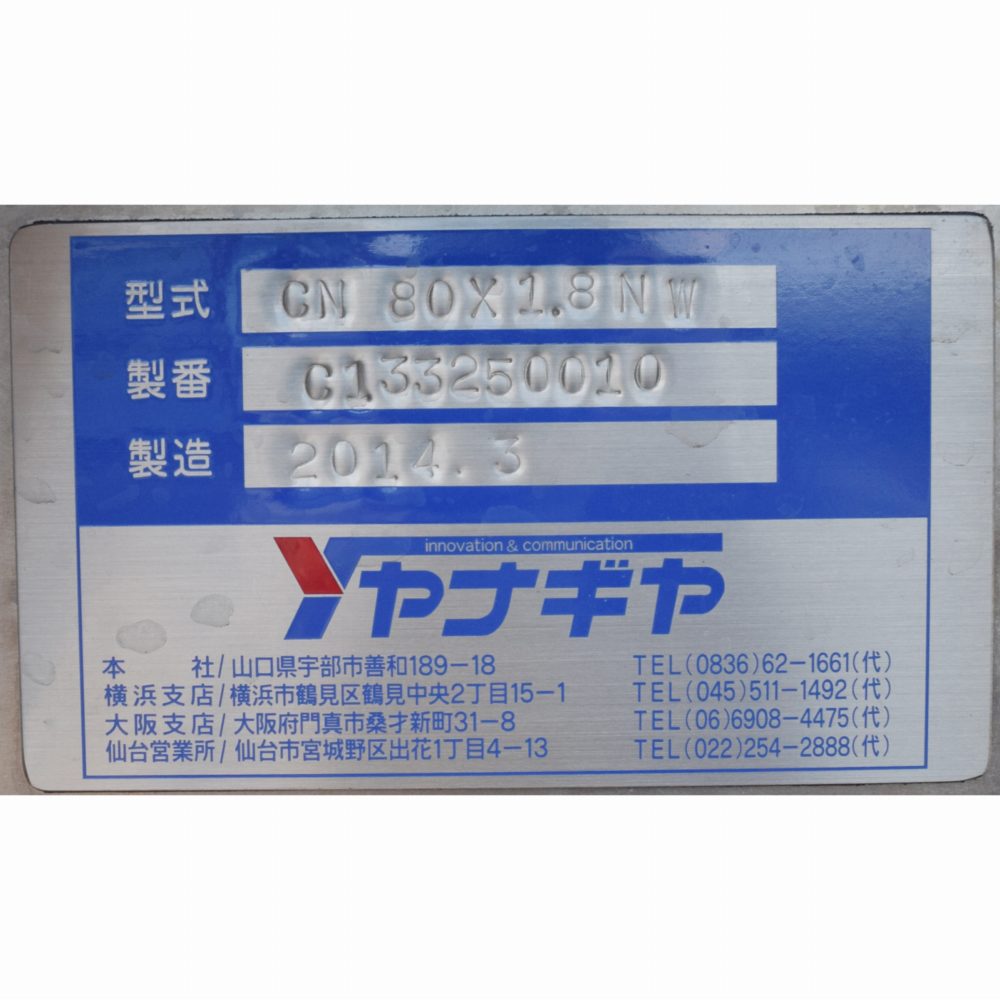 型式 CN 80X1.8NW
製番 C133250010
製造 2014.3
innovation & communication
ヤナギヤ
本　　社/山口県宇部市善和189−18 TEL(0836)62−1661(代)
横浜支店/横浜市鶴見区鶴見中央2丁目15−1 TEL(045)511−1492(代)
大阪支店/大阪府門真市桑才新町31−8 TEL(06)6908−4475(代)
仙台営業所/仙台市宮城野区出花1丁目4−13 TEL(022)254−2888(代)